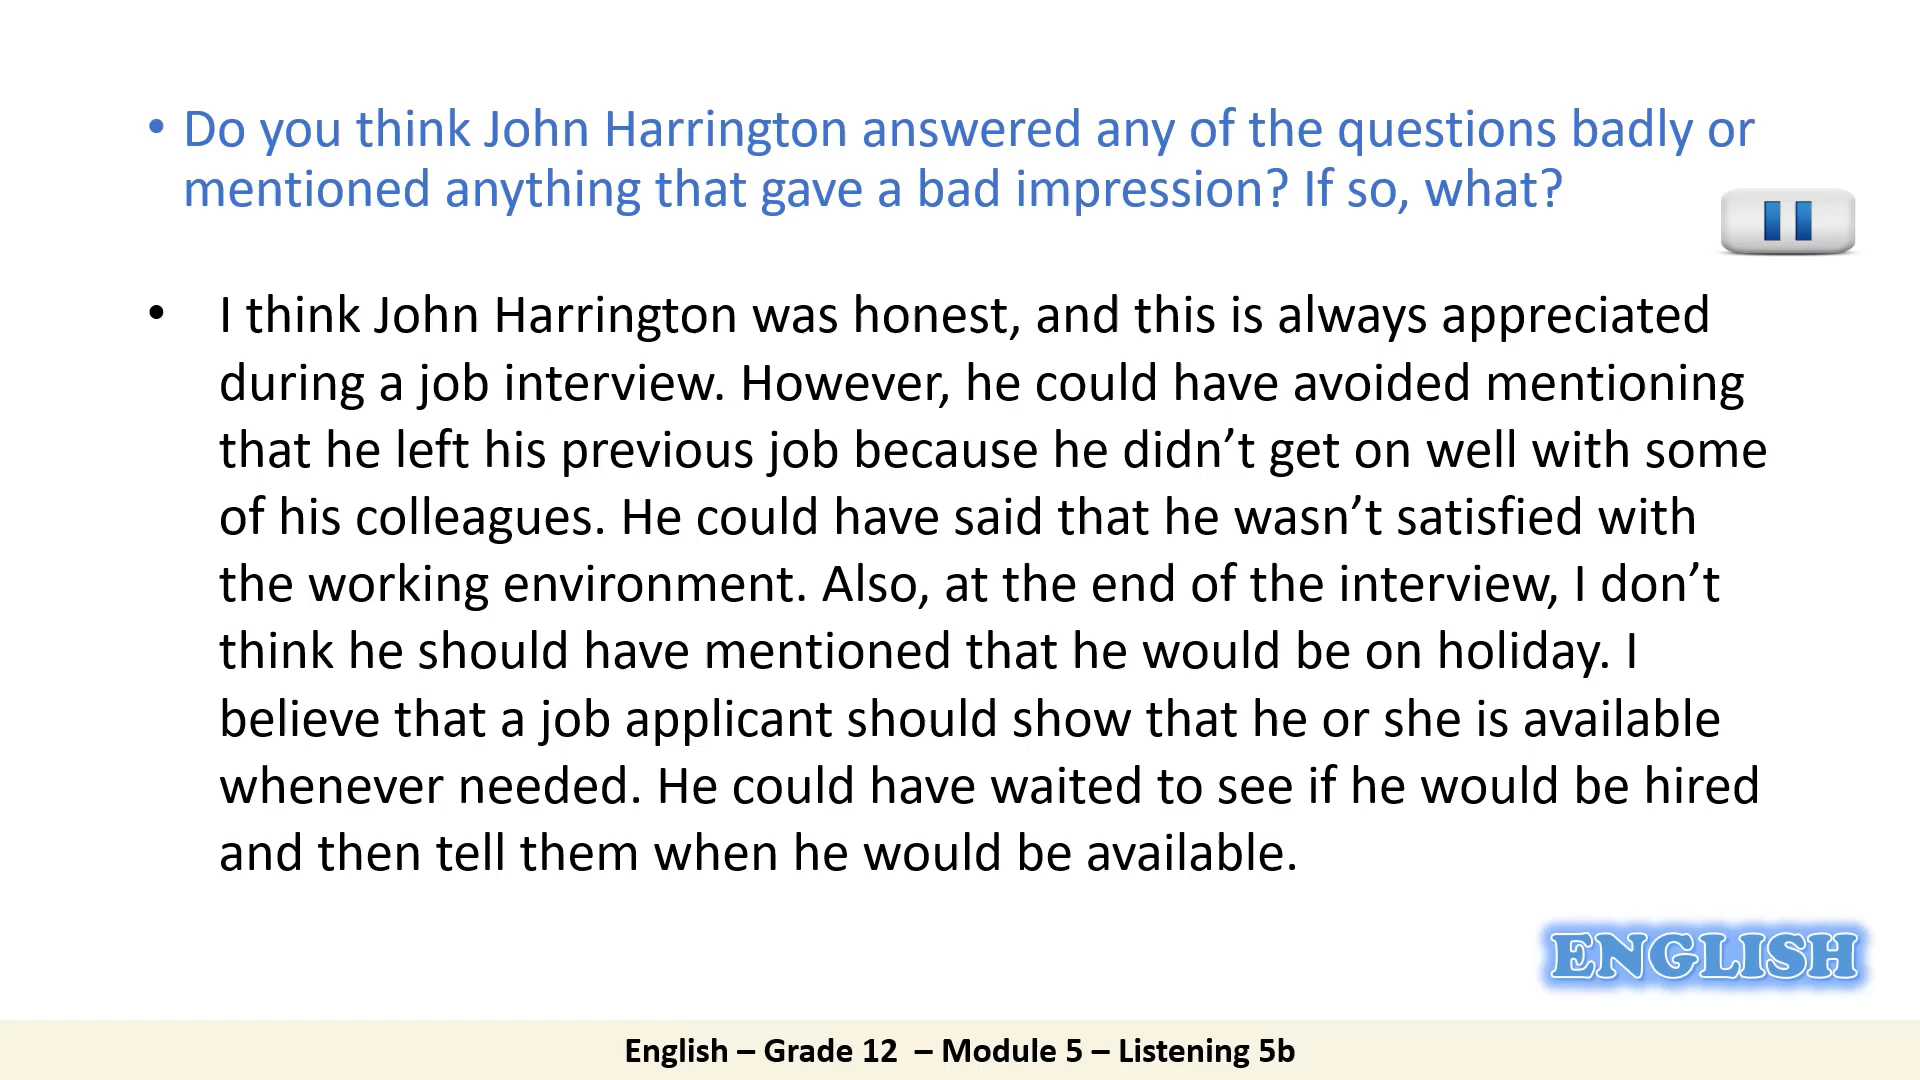 • Do you think John Harrington answered any of the questions badly or
mentioned anything that gave a bad impression? If so, what?
• I think John Harrington was honest, and this is always appreciated
during a job interview. However, he could have avoided mentioning
that he left his previous job because he didn’t get on well with some
of his colleagues. He could have said that he wasn’t satisfied with
the working environment. Also, at the end of the interview, I don’t
think he should have mentioned that he would be on holiday. I
believe that a job applicant should show that he or she is available
whenever needed. He could have waited to see if he would be hired
and then tell them when he would be available.
ENGLISH
English – Grade 12 – Module 5 – Listening 5b